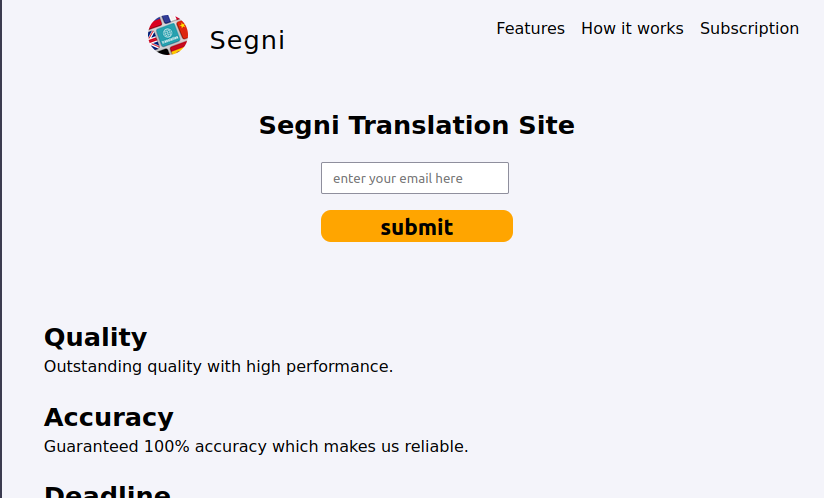 Segni
Features How it works Subscription
Segni Translation Site
enter your email here
submit
Quality
Outstanding quality with high performance.
Accuracy
Guaranteed 100% accuracy which makes us reliable.
Deadline